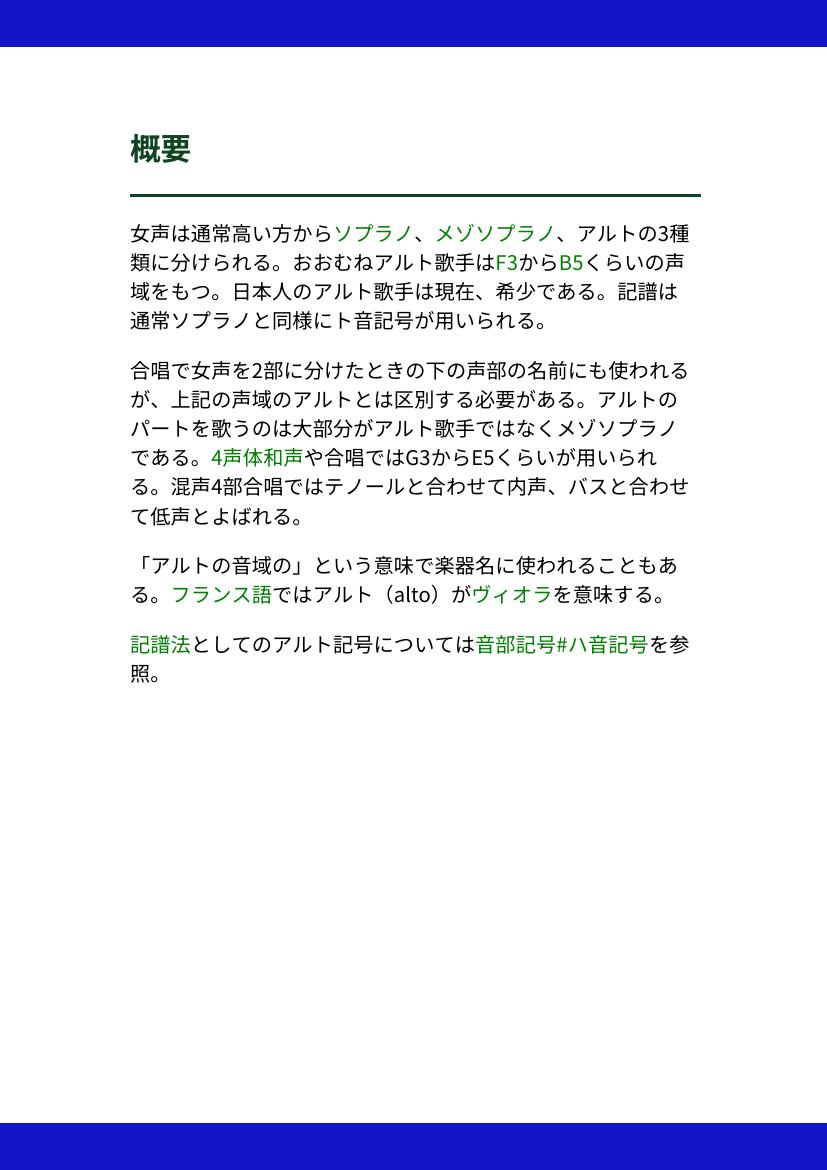 概要
女声は通常高い方からソプラノ、メゾソプラノ、アルトの3種
類に分けられる。おおむねアルト歌手はF3からB5くらいの声
域をもつ。日本人のアルト歌手は現在、希少である。記譜は
通常ソプラノと同様にト音記号が用いられる。
合唱で女声を2部に分けたときの下の声部の名前にも使われる
が、上記の声域のアルトとは区別する必要がある。アルトの
パートを歌うのは大部分がアルト歌手ではなくメゾソプラノ
である。4声体和声や合唱ではG3からE5くらいが用いられ
る。混声4部合唱ではテノールと合わせて内声、バスと合わせ
て低声とよばれる。
「アルトの音域の」という意味で楽器名に使われることもあ
る。フランス語ではアルト（alto）がヴィオラを意味する。
記譜法としてのアルト記号については音部記号#ハ音記号を参
照。